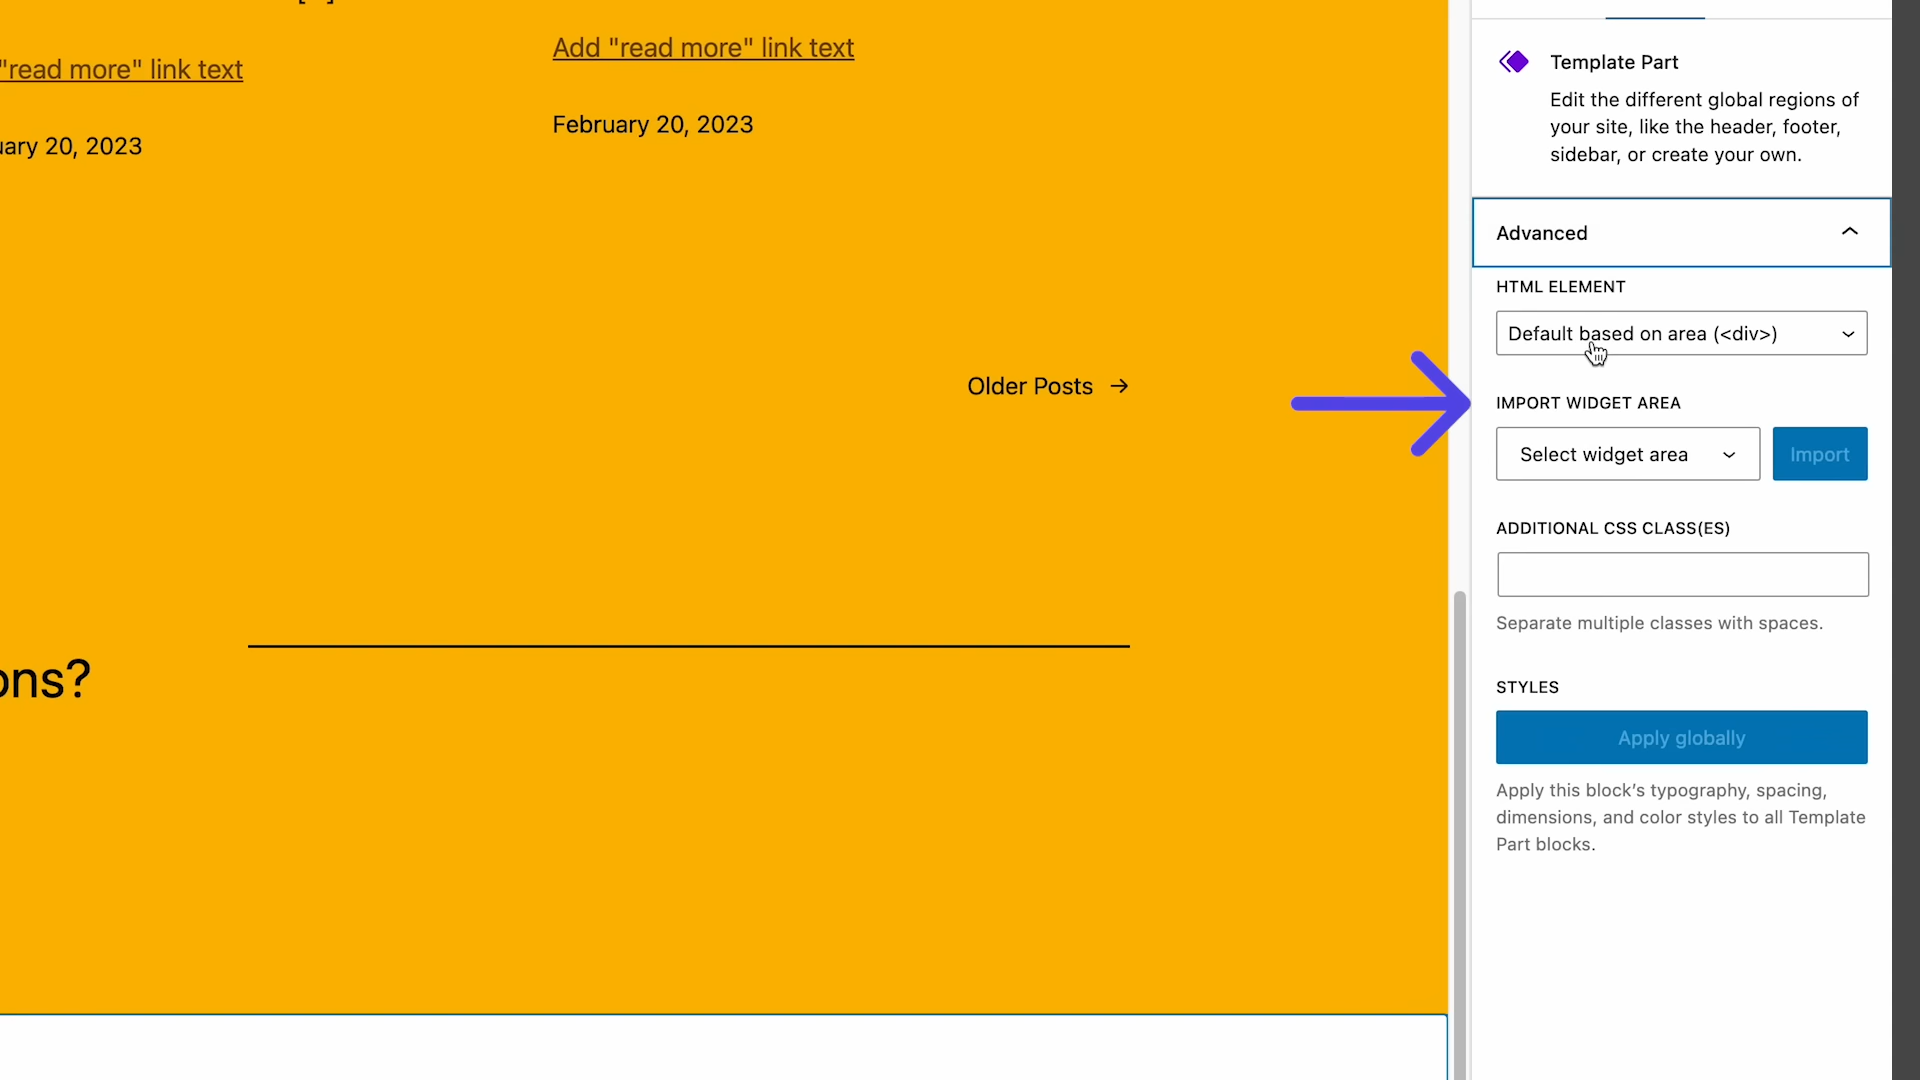 "read more" link text
20, 2023
Add "read more" link text
February 20, 2023
Older Posts →
Template Part
Edit the different global regions of
your site, like the header, footer,
sidebar, or create your own.
Advanced
HTML ELEMENT
Default based on area (<div>)
IMPORT WIDGET AREA
Select widget area
Import
ADDITIONAL CSS CLASS(ES)
Separate multiple classes with spaces.
STYLES
Apply globally
Apply this block's typography, spacing,
dimensions, and color styles to all Template
Part blocks.